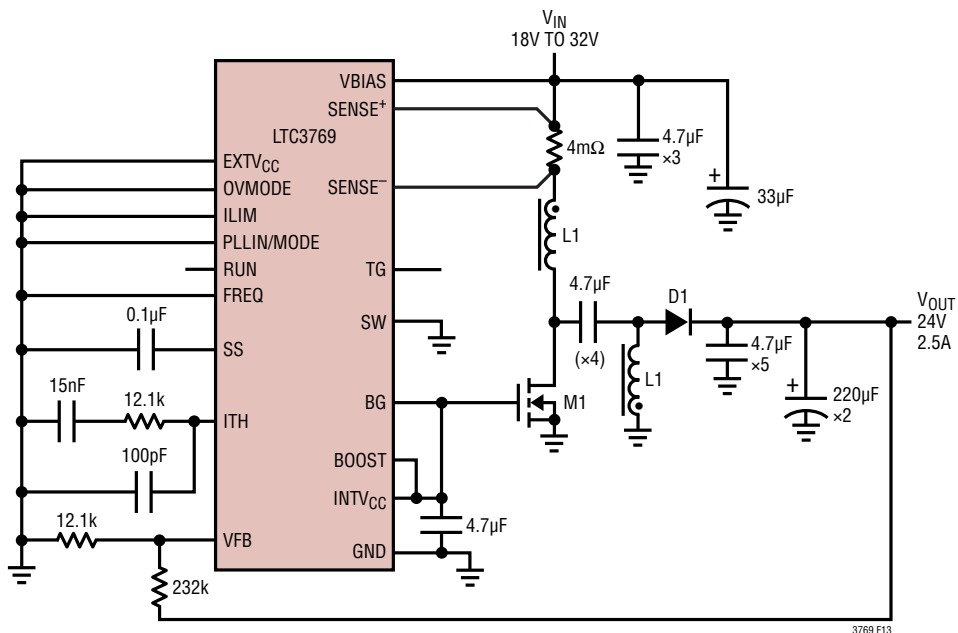 VIN
18V TO 32V
VBIAS
SENSE+
LTC3769
4mΩ
4.7µF
×3
EXTVCC
OVMODE
SENSE–
+
33µF
ILIM
L1
PLLIN/MODE
RUN
TG
4.7µF
FREQ
D1
VOUT
24V
2.5A
0.1µF
SW
SS
(×4)
4.7µF
×5
15nF
L1
12.1k
+
220µF
×2
ITH
BG
M1
100pF
BOOST
INTVCC
12.1k
4.7µF
VFB
GND
232k
3769 F13